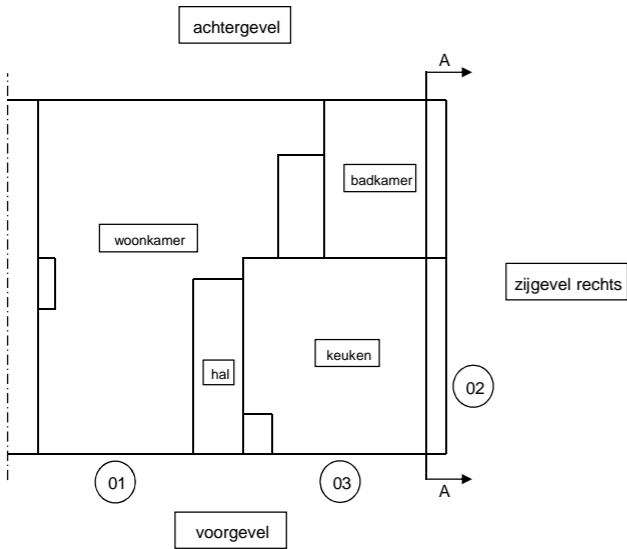 achtergevel
A
badkamer
woonkamer
zijgevel rechts
keuken
hal
02
01
03
A
voorgevel